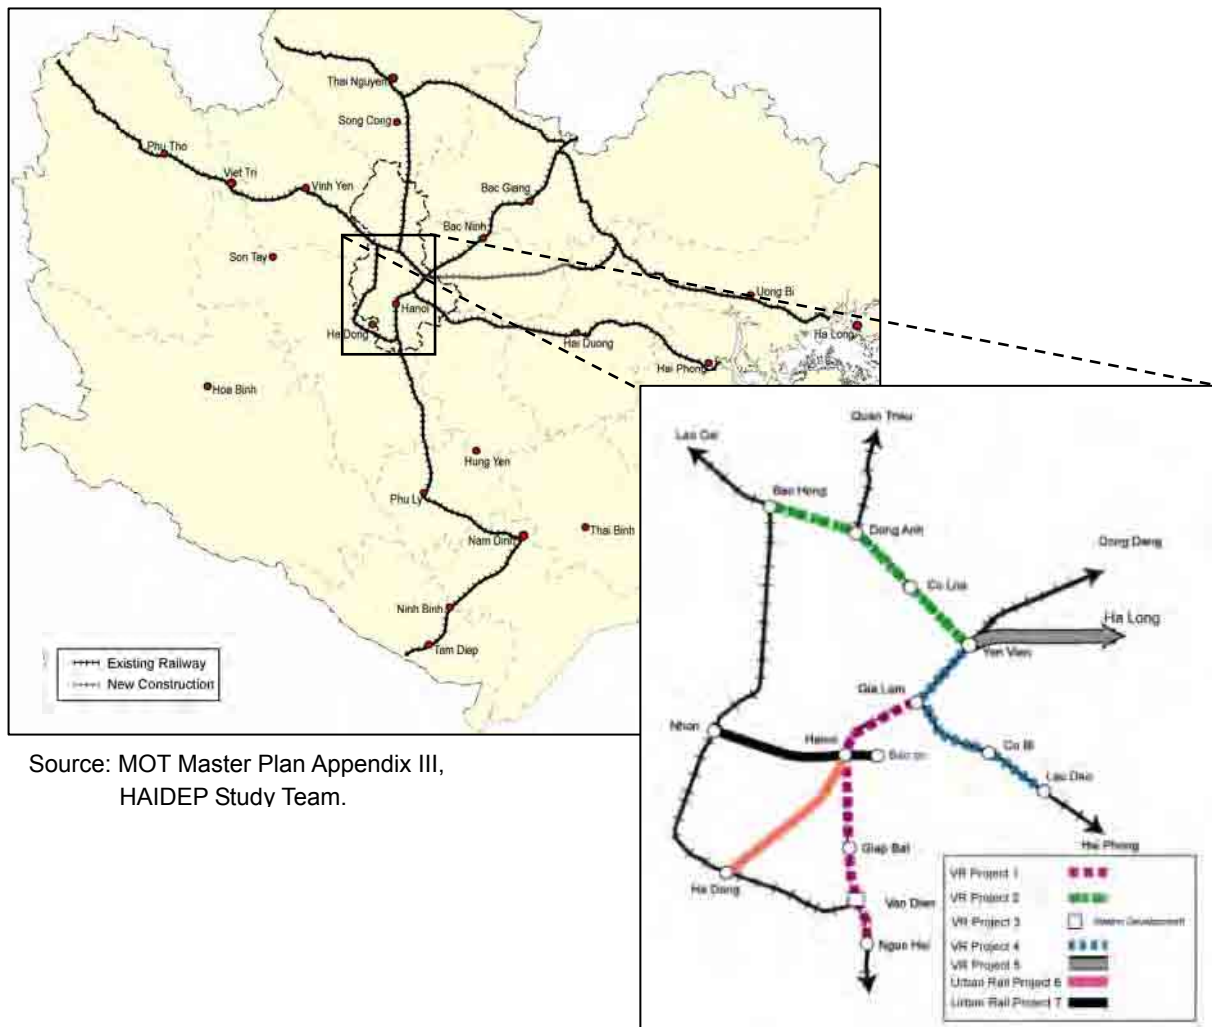 Thai Nguyen
Song Cong
Phu Tho
Viet Tri
Vinh Yen
Bac Giang
Bac Ninh
Son Tay
Uong Bi
Hanoi
Ha Dong
Ha Long
Hai Duong
Hai Phong
Hoa Binh
Hung Yen
Phu Ly
Thai Binh
Nam Dinh
Ninh Binh
Tam Diep
Existing Railway
New Construction
Source: MOT Master Plan Appendix III,
HAIDEP Study Team.
Quan Trieu
Lao Cai
Bac Hong
Dong Anh
Dong Dang
Co Loa
Ha Long
Yen Vien
Gia Lam
Nhon
Hanoi
Co Bi
Lau Dao
Hai Phong
Giap Bat
Ha Dong
Van Dien
Ngoc Hoi
VR Project 1
VR Project 2
VR Project 3
VR Project 4
VR Project 5
Urban Rail Project 6
Urban Rail Project 7